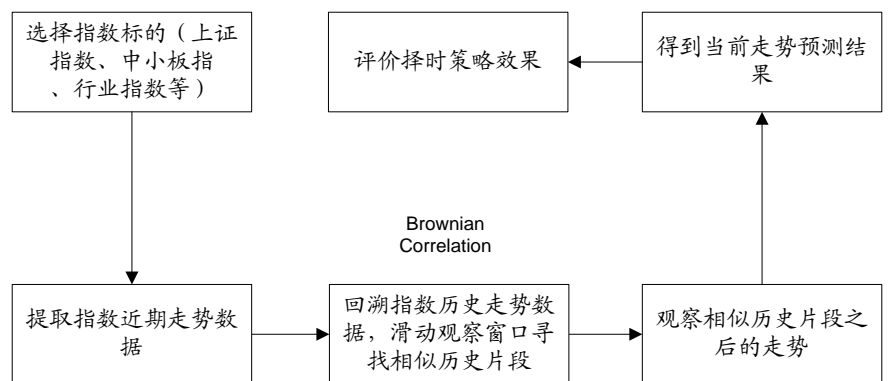 选择指数标的（上证
指数、中小板指
、行业指数等）
评价择时策略效果
得到当前走势预测结
果
Brownian
Correlation
提取指数近期走势数
据
回溯指数历史走势数
据，滑动观察窗口寻
找相似历史片段
观察相似历史片段之
后的走势